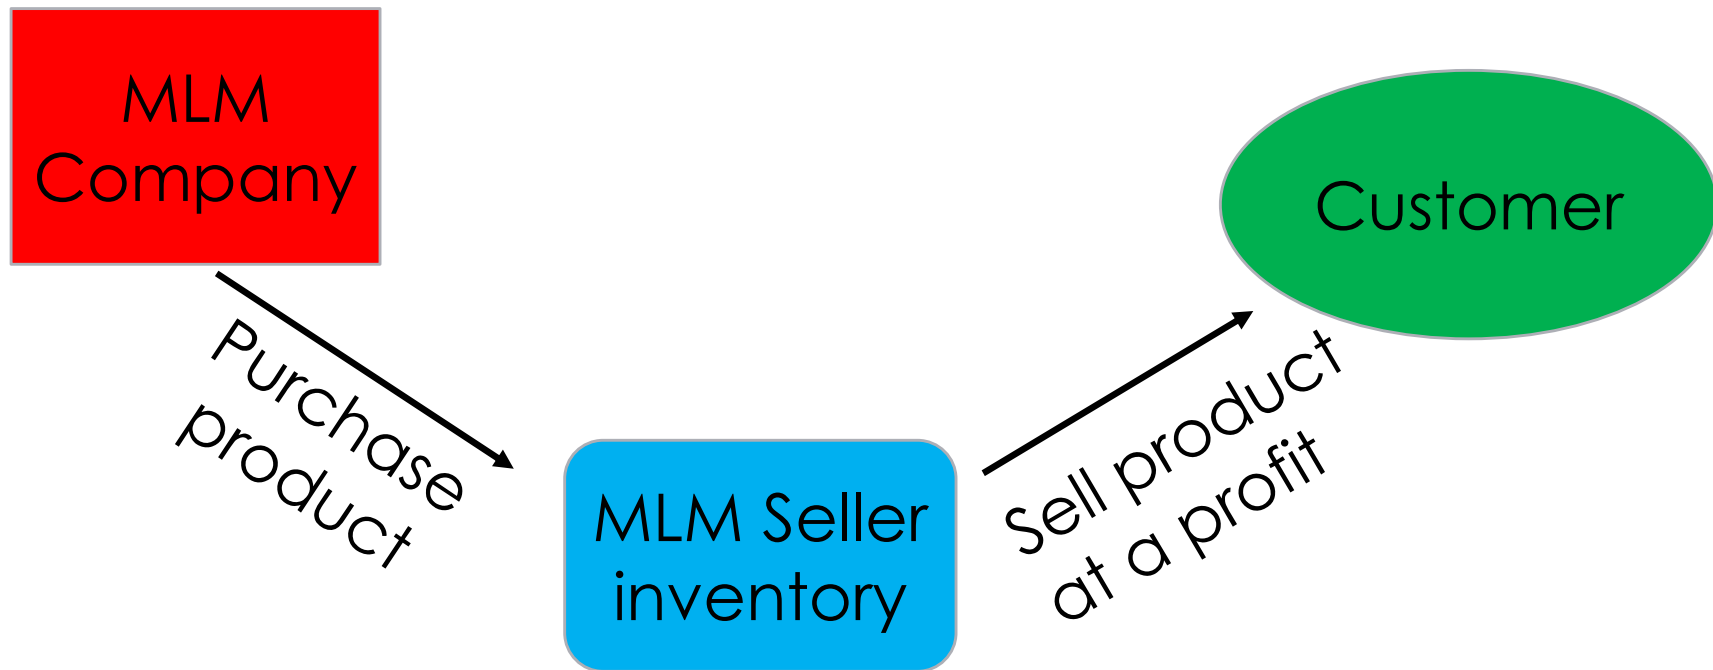 MLM
Company
Customer
Purchase
product
MLM Seller
inventory
Sell product
at a profit